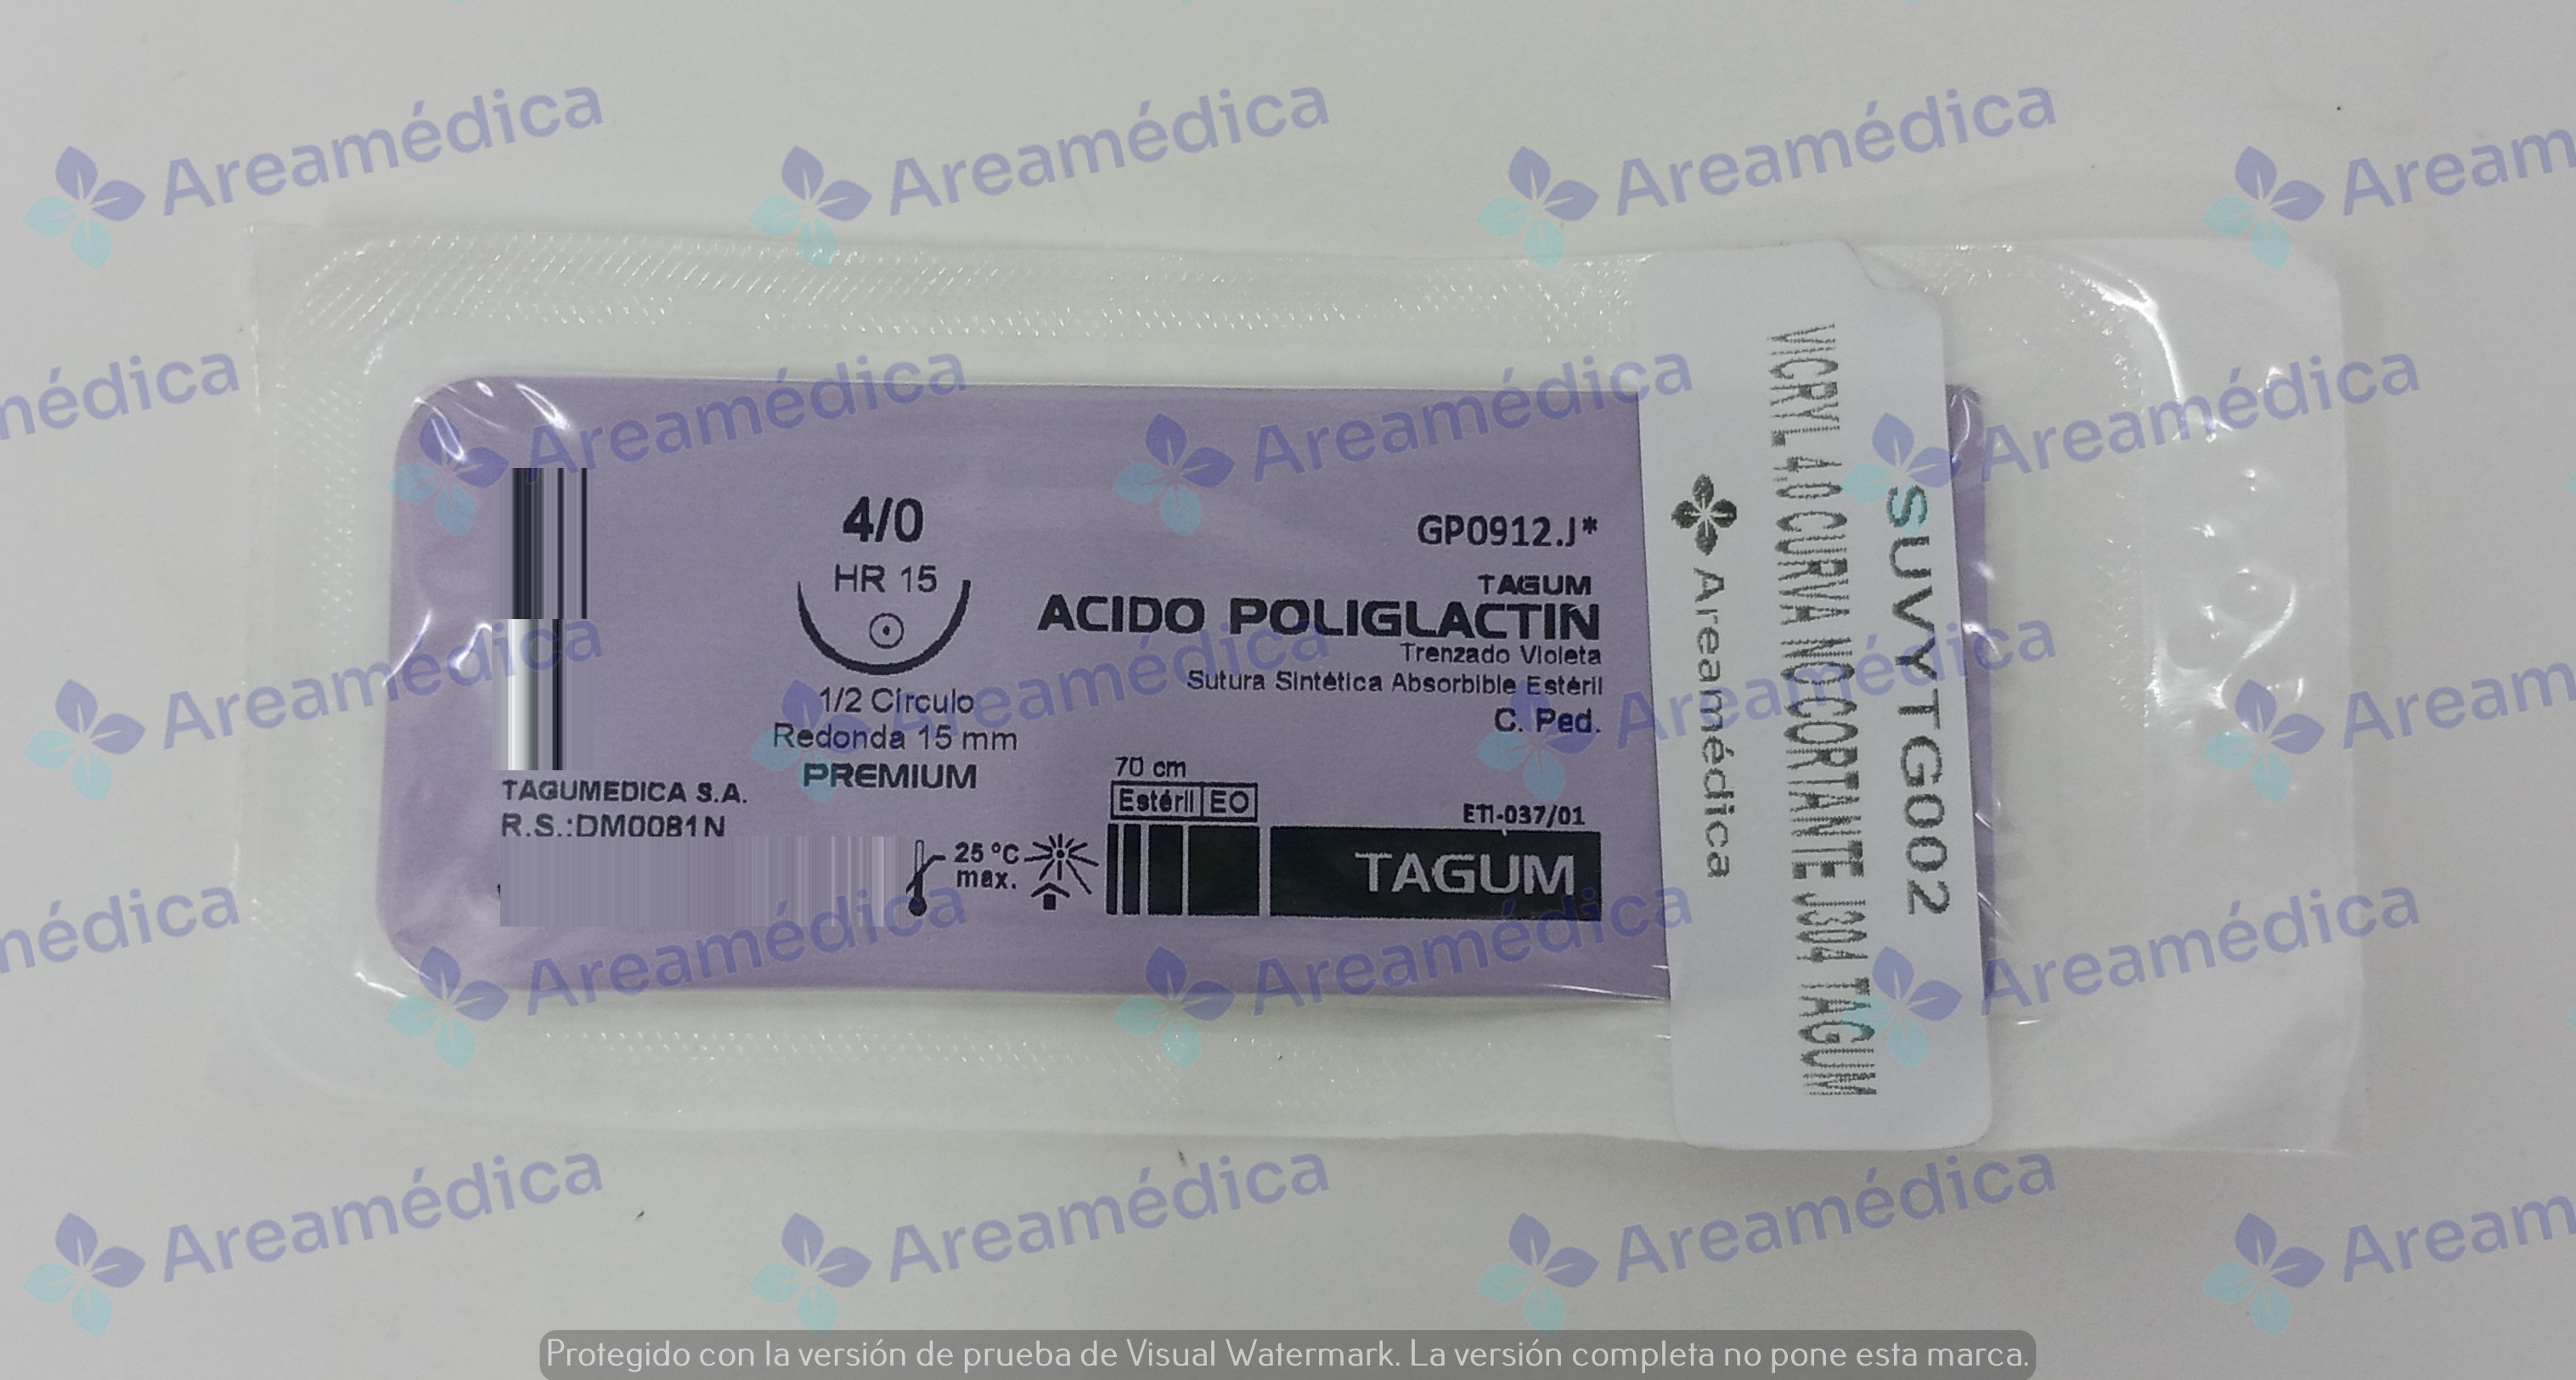 4/0
HR 15
1/2 Círculo
Redonda 15 mm
PREMIUM
GP0912.J*
TAGUM
ACIDO POLIGLACTIN
Trenzado Violeta
Sutura Sintética Absorbible Estéril
C. Ped.
70 cm
Estéril EO
ETI-037/01
TAGUM
TAGUMEDICA S.A.
R.S.:DM0081N
25 ºC
max.
SUVYTG002
VICRYL 4 0 CURVA NO CORTANTE J304 TAGUM
Areamédica
Areamédica
Protegido con la versión de prueba de Visual Watermark. La versión completa no pone esta marca.